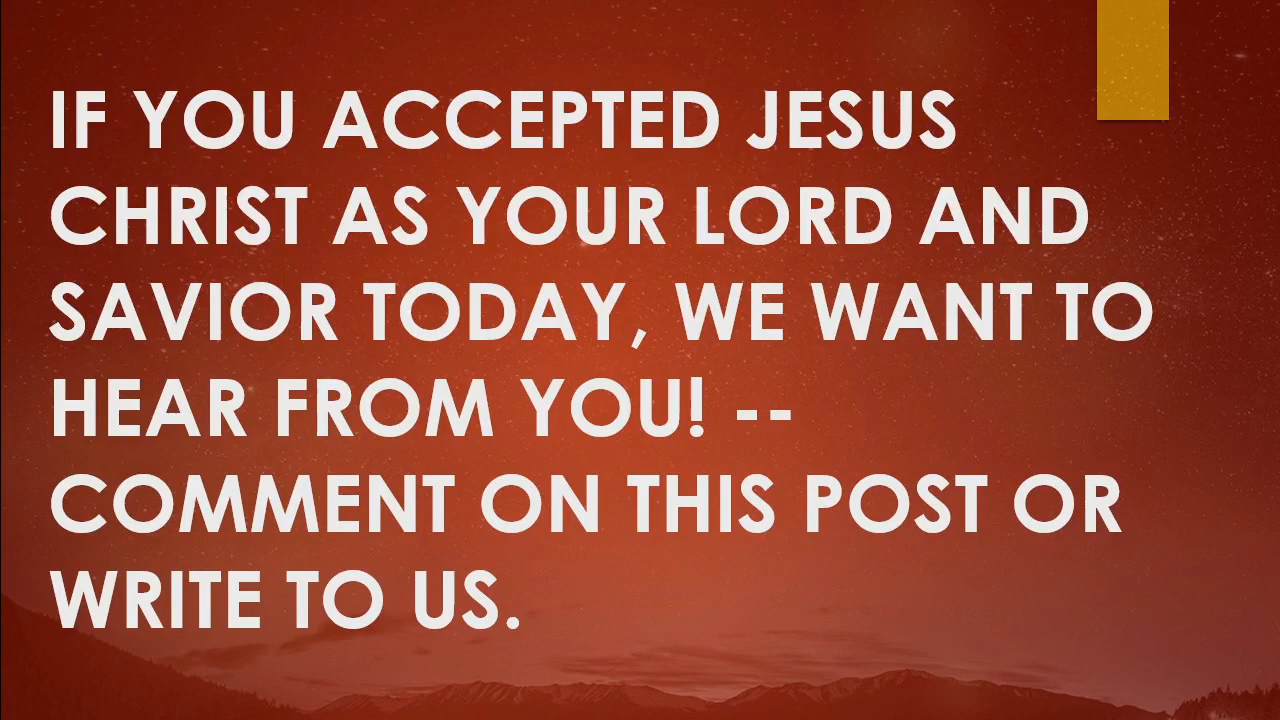 IF YOU ACCEPTED JESUS
CHRIST AS YOUR LORD AND
SAVIOR TODAY, WE WANT TO
HEAR FROM YOU! --
COMMENT ON THIS POST OR
WRITE TO US.